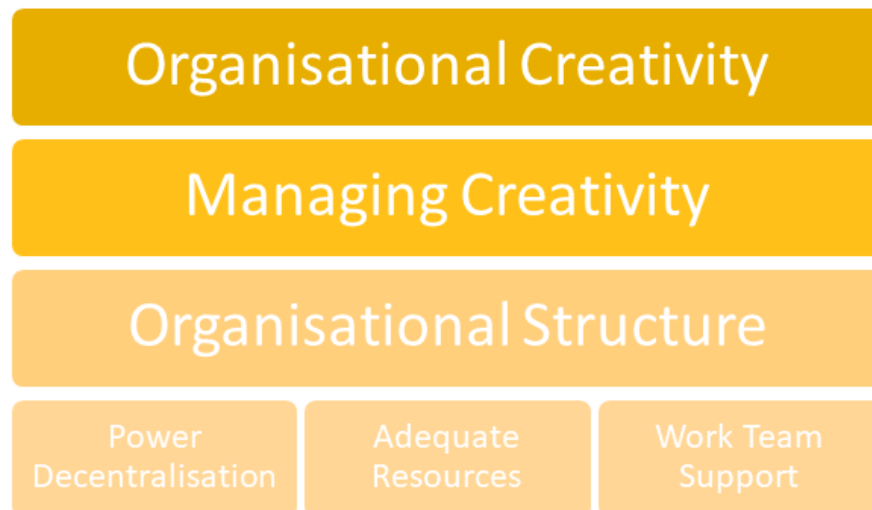 Organisational Creativity
Managing Creativity
Organisational Structure
Power
Decentralisation
Adequate
Resources
Work Team
Support